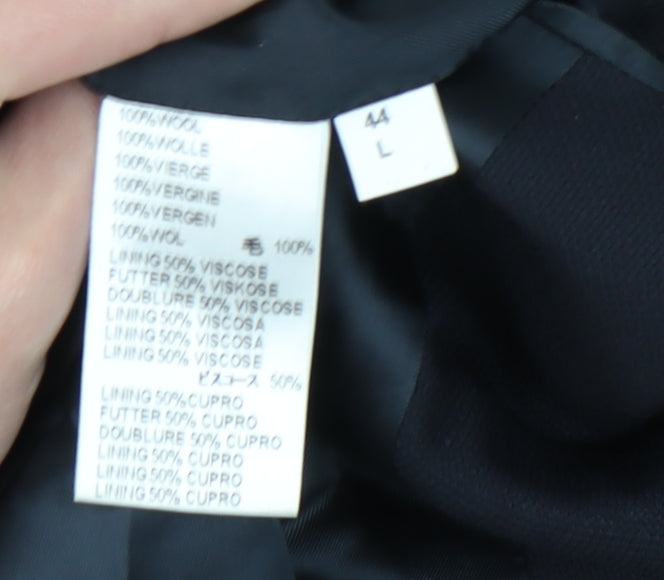 100%WOOL
100%WOLLE
100%VIERGE
100%VERGINE
100%VERGEN
100%WOL 毛 100%
LINING 50% VISCOSE
FUTTER 50% VISKOSE
DOUBLURE 50% VISCOSE
LINING 50% VISCOSA
LINING 50% VISCOSA
LINING 50% VISCOSE
ビスコース 50%
LINING 50%CUPRO
FUTTER 50% CUPRO
DOUBLURE 50% CUPRO
LINING 50% CUPRO
LINING 50% CUPRO
LINING 50% CUPRO
44
L